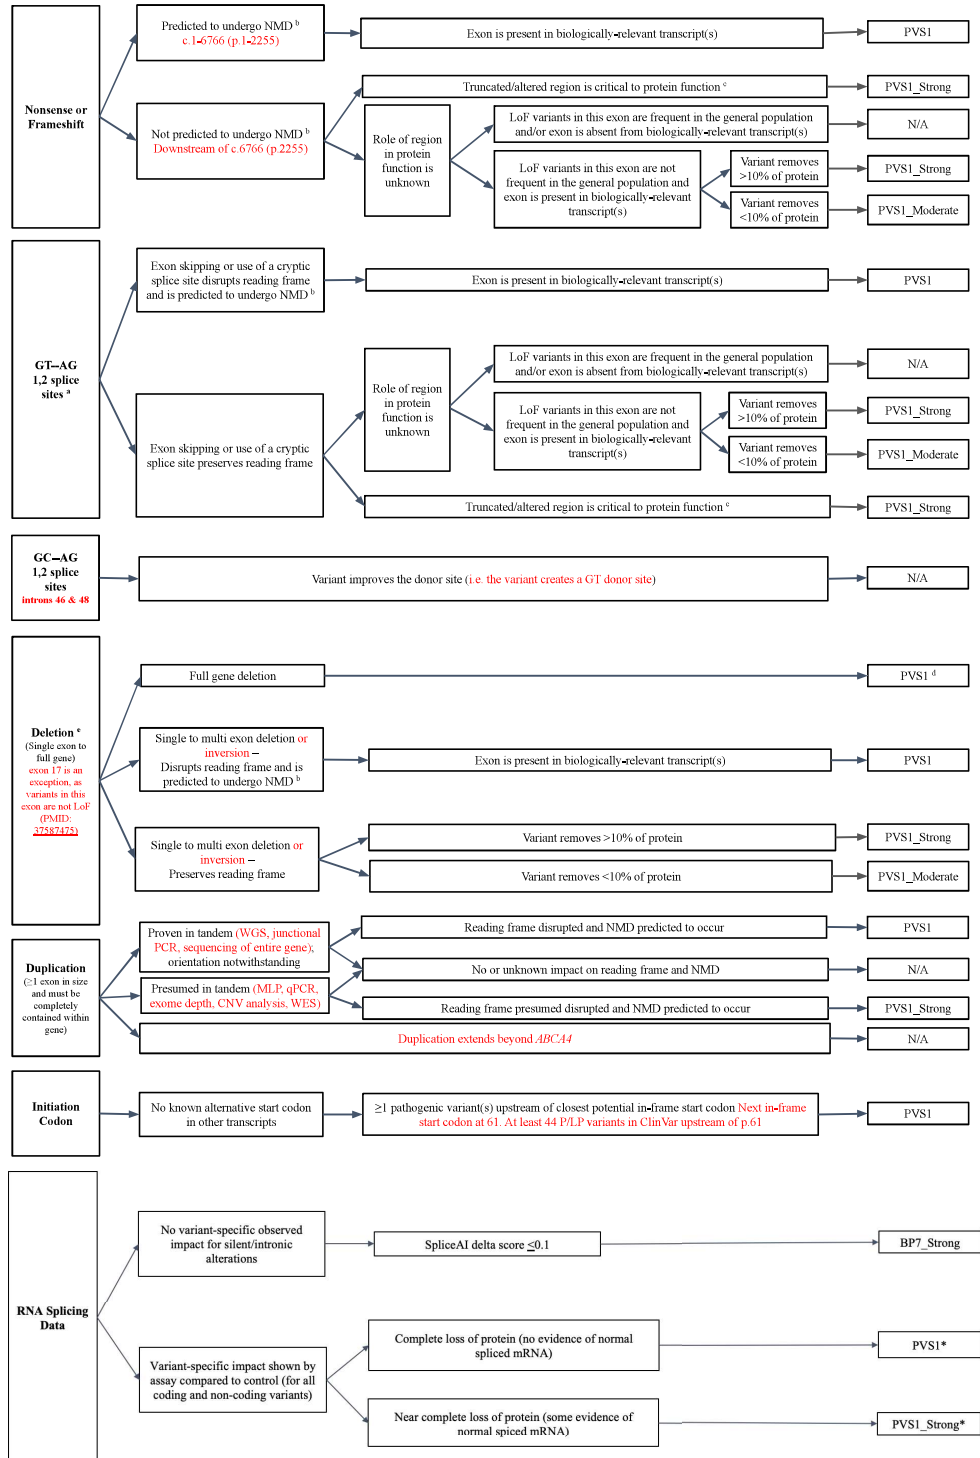 Nonsense or
Frameshift
Predicted to undergo NMD b
c.1-6766 (p.1-2255)
Exon is present in biologically-relevant transcript(s)
PVS1
Not predicted to undergo NMD b
Downstream of c.6766 (p.2255)
Truncated/altered region is critical to protein function c
PVS1_Strong
Role of region
in protein
function is
unknown
LoF variants in this exon are frequent in the general population
and/or exon is absent from biologically-relevant transcript(s)
N/A
LoF variants in this exon are not
frequent in the general population and
exon is present in biologically-relevant
transcript(s)
Variant removes
>10% of protein
PVS1_Strong
Variant removes
<10% of protein
PVS1_Moderate
GT–AG
1,2 splice
sites a
Exon skipping or use of a cryptic
splice site disrupts reading frame
and is predicted to undergo NMD b
Exon is present in biologically-relevant transcript(s)
PVS1
Exon skipping or use of a cryptic
splice site preserves reading frame
Role of region
in protein
function is
unknown
LoF variants in this exon are frequent in the general population
and/or exon is absent from biologically-relevant transcript(s)
N/A
LoF variants in this exon are not
frequent in the general population and
exon is present in biologically-relevant
transcript(s)
Variant removes
>10% of protein
PVS1_Strong
Variant removes
<10% of protein
PVS1_Moderate
Truncated/altered region is critical to protein function c
PVS1_Strong
GC–AG
1,2 splice
sites
introns 46 & 48
Variant improves the donor site (i.e. the variant creates a GT donor site)
N/A
Deletion e
(Single exon to
full gene)
exon 17 is an
exception, as
variants in this
exon are not LoF
(PMID:
37587475)
Full gene deletion
PVS1 d
Single to multi exon deletion or
inversion –
Disrupts reading frame and is
predicted to undergo NMD b
Exon is present in biologically-relevant transcript(s)
PVS1
Single to multi exon deletion or
inversion –
Preserves reading frame
Variant removes >10% of protein
PVS1_Strong
Variant removes <10% of protein
PVS1_Moderate
Duplication
(≥1 exon in size
and must be
completely
contained within
gene)
Proven in tandem (WGS, junctional
PCR, sequencing of entire gene);
orientation notwithstanding
Reading frame disrupted and NMD predicted to occur
PVS1
No or unknown impact on reading frame and NMD
N/A
Presumed in tandem (MLP, qPCR,
exome depth, CNV analysis, WES)
Reading frame presumed disrupted and NMD predicted to occur
PVS1_Strong
Duplication extends beyond ABCA4
N/A
Initiation
Codon
No known alternative start codon
in other transcripts
≥1 pathogenic variant(s) upstream of closest potential in-frame start codon Next in-frame
start codon at 61. At least 44 P/LP variants in ClinVar upstream of p.61
PVS1
RNA Splicing
Data
No variant-specific observed
impact for silent/intronic
alterations
SpliceAI delta score ≤0.1
BP7_Strong
Variant-specific impact shown by
assay compared to control (for all
coding and non-coding variants)
Complete loss of protein (no evidence of normal
spliced mRNA)
PVS1*
Near complete loss of protein (some evidence of
normal spliced mRNA)
PVS1_Strong*